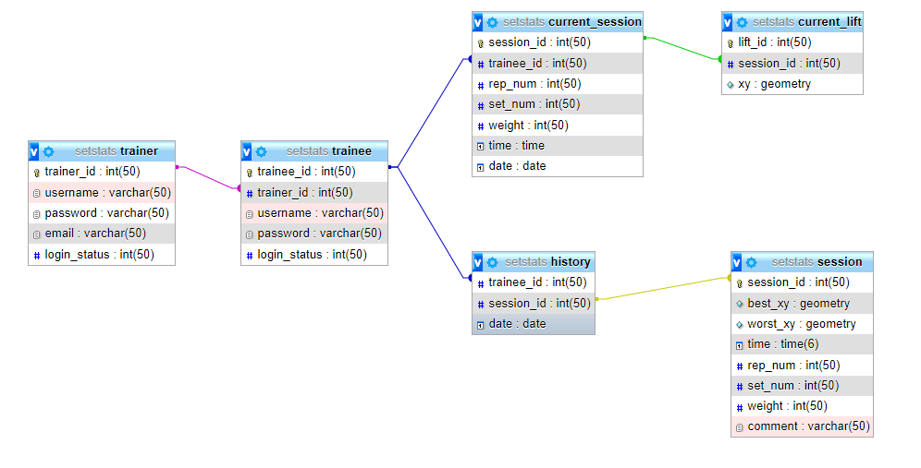 setstats trainer
trainer_id : int(50)
username : varchar(50)
password : varchar(50)
email : varchar(50)
login_status : int(50)
setstats trainee
trainee_id : int(50)
trainer_id : int(50)
username : varchar(50)
password : varchar(50)
login_status : int(50)
setstats current_session
session_id : int(50)
trainee_id : int(50)
rep_num : int(50)
set_num : int(50)
weight : int(50)
time : time
date : date
setstats current_lift
lift_id : int(50)
session_id : int(50)
xy : geometry
setstats history
trainee_id : int(50)
session_id : int(50)
date : date
setstats session
session_id : int(50)
best_xy : geometry
worst_xy : geometry
time : time(6)
rep_num : int(50)
set_num : int(50)
weight : int(50)
comment : varchar(50)